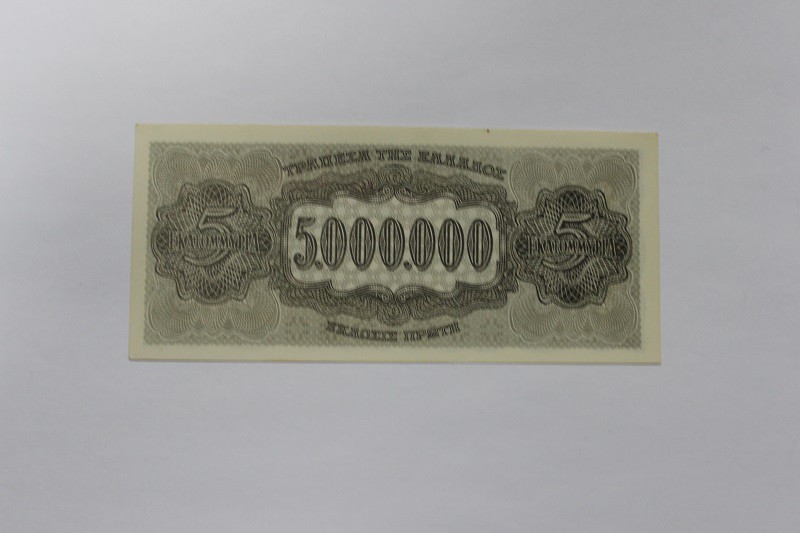 ΤΡΑΠΕΖΑ ΤΗΣ ΕΛΛΑΔΟΣ
5
ΕΚΑΤΟΜΜΥΡΙΑ
5.000.000
5
ΕΚΑΤΟΜΜΥΡΙΑ
ΕΚΔΟΣΙΣ ΠΡΩΤΗ